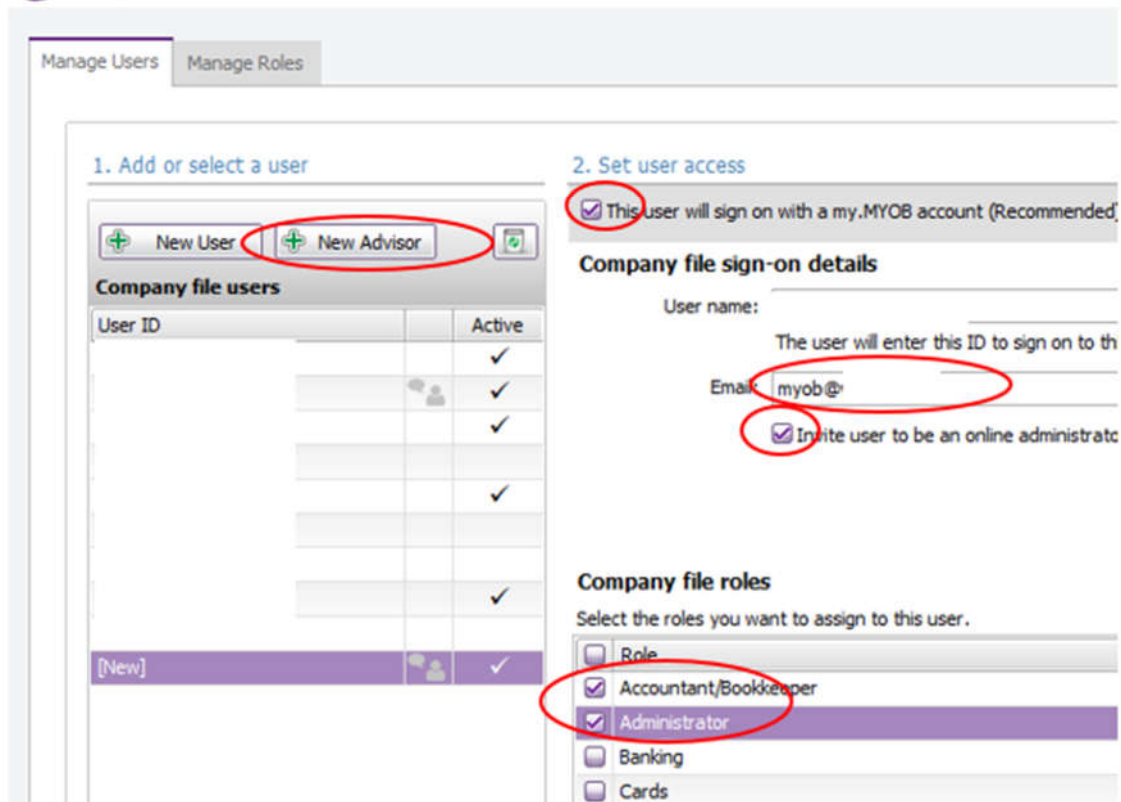 Manage Users
Manage Roles
1. Add or select a user
New User
New Advisor
Company file users
User ID
Active
[New]
2. Set user access
This user will sign on with a my.MYOB account (Recommended)
Company file sign-on details
User name:
The user will enter this ID to sign on to th
Email:
myob@
Invite user to be an online administrato
Company file roles
Select the roles you want to assign to this user.
Role
Accountant/Bookkeeper
Administrator
Banking
Cards